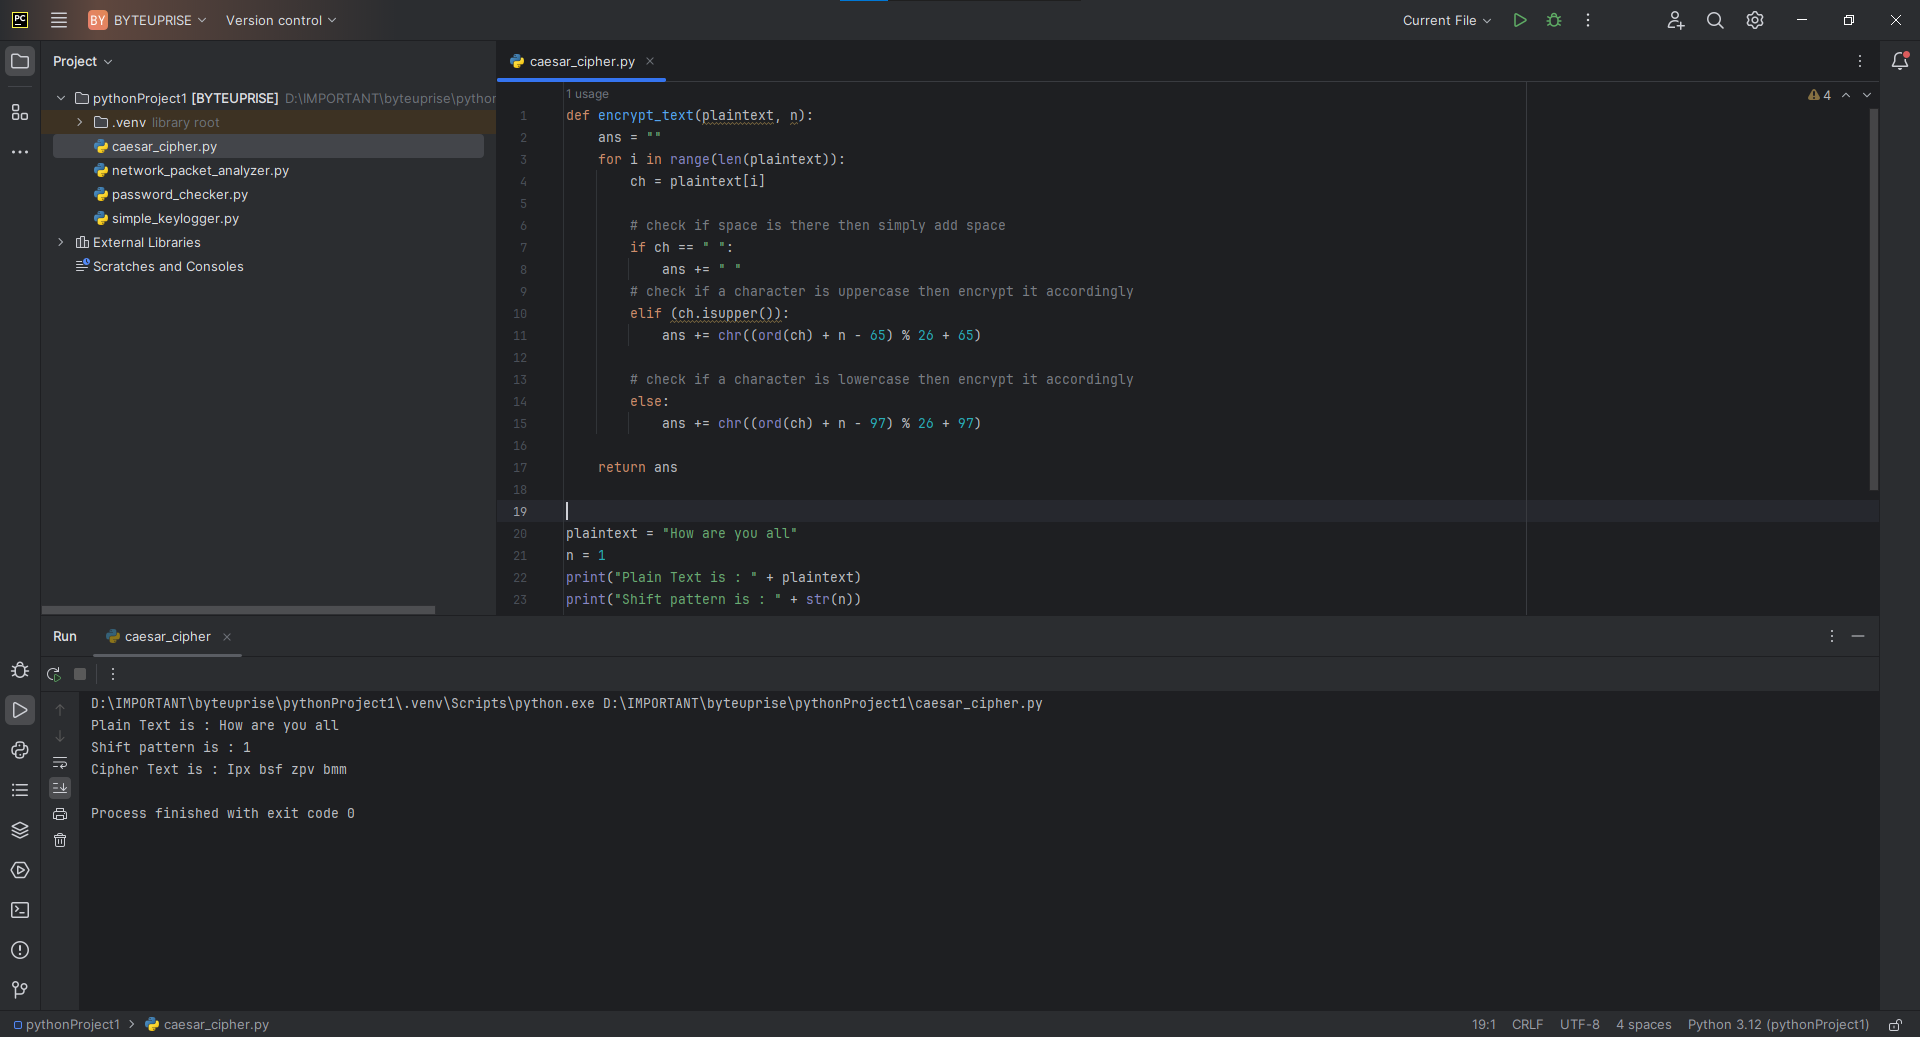 PC BY BYTEUPRISE Version control Current File
Project
caesar_cipher.py
pythonProject1 [BYTEUPRISE] D:\IMPORTANT\byteuprise\python
.venv library root
caesar_cipher.py
network_packet_analyzer.py
password_checker.py
simple_keylogger.py
External Libraries
Scratches and Consoles
1 usage
4
1 def encrypt_text(plaintext, n):
2     ans = ""
3     for i in range(len(plaintext)):
4         ch = plaintext[i]
5
6         # check if space is there then simply add space
7         if ch == " ":
8             ans += " "
9         # check if a character is uppercase then encrypt it accordingly
10         elif (ch.isupper()):
11             ans += chr((ord(ch) + n - 65) % 26 + 65)
12
13         # check if a character is lowercase then encrypt it accordingly
14         else:
15             ans += chr((ord(ch) + n - 97) % 26 + 97)
16
17     return ans
18
19
20 plaintext = "How are you all"
21 n = 1
22 print("Plain Text is : " + plaintext)
23 print("Shift pattern is : " + str(n))
Run caesar_cipher
D:\IMPORTANT\byteuprise\pythonProject1\.venv\Scripts\python.exe D:\IMPORTANT\byteuprise\pythonProject1\caesar_cipher.py
Plain Text is : How are you all
Shift pattern is : 1
Cipher Text is : Ipx bsf zpv bmm
Process finished with exit code 0
pythonProject1 > caesar_cipher.py
19:1 CRLF UTF-8 4 spaces Python 3.12 (pythonProject1)